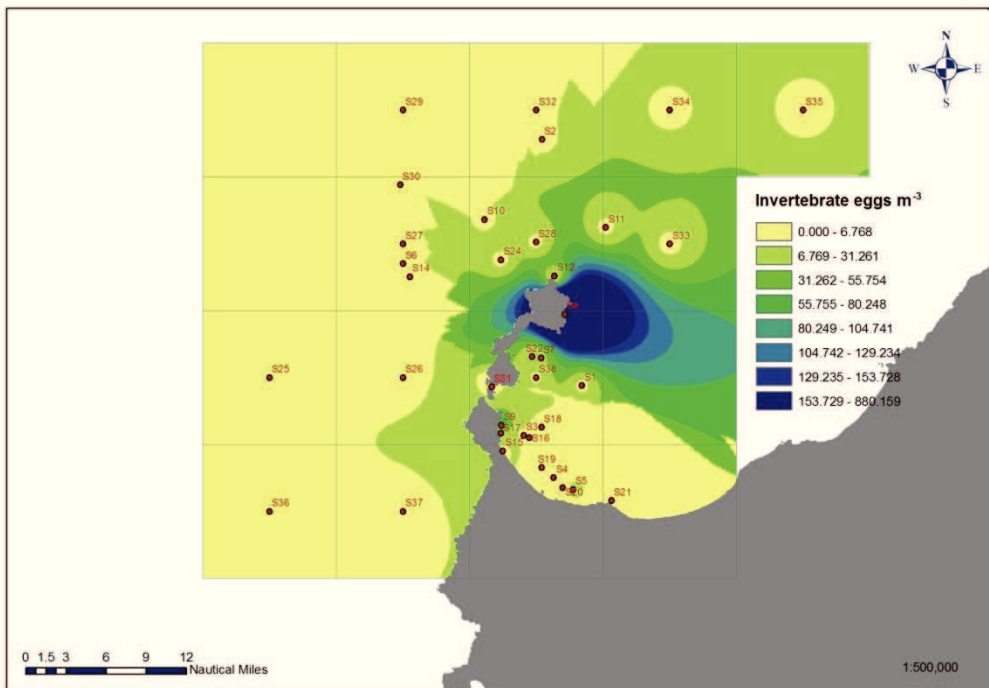 N
W E
S
S29
S32
S34
S35
S2
S30
S10
S11
S27
S28
S33
S6
S24
S14
S12
S22 S7
S25
S26
S38
S31
S1
S9
S18
S17
S3
S16
S15
S19
S4
S5
S20
S21
S36
S37
Invertebrate eggs m-3
0.000 - 6.768
6.769 - 31.261
31.262 - 55.754
55.755 - 80.248
80.249 - 104.741
104.742 - 129.234
129.235 - 153.728
153.729 - 880.159
0 1.5 3 6 9 12
Nautical Miles
1:500,000